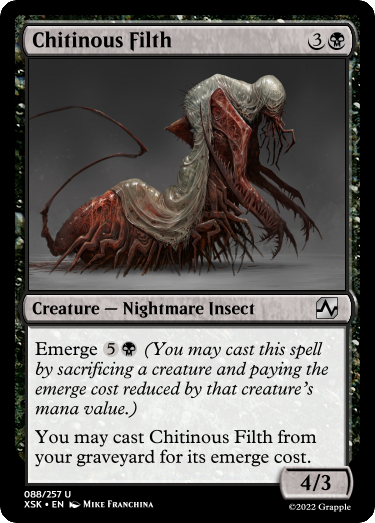 Chitinous Filth 3
Creature — Nightmare Insect
Emerge 5 (You may cast this spell
by sacrificing a creature and paying the
emerge cost reduced by that creature's
mana value.)
You may cast Chitinous Filth from
your graveyard for its emerge cost.
4/3
088/257 U
XSK • EN Mike Franchina
©2022 Grapple